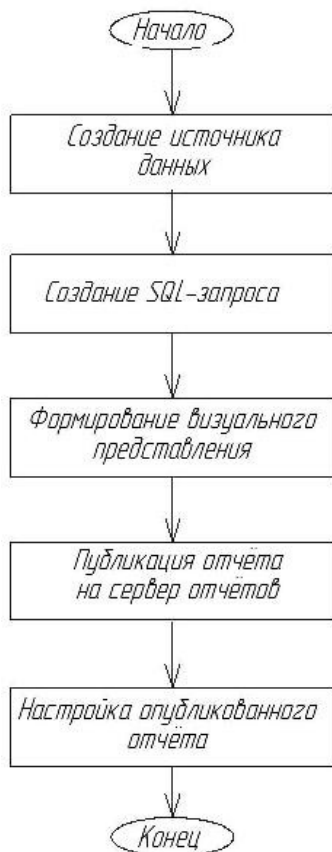 Начало
Создание источника
данных
Создание SQL-запроса
Формирование визуального
представления
Публикация отчёта
на сервер отчётов
Настройка опубликованного
отчёта
Конец